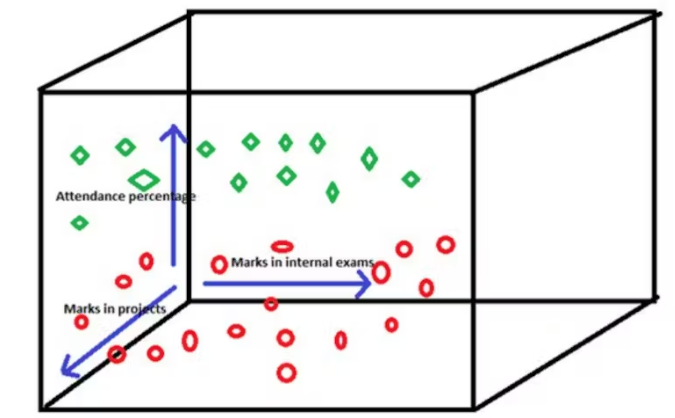 Attendance percentage
Marks in internal exams
Marks in projects